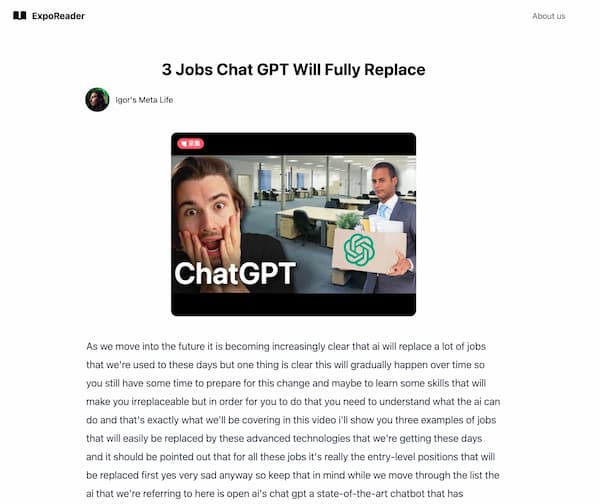 ExpoReader
About us
3 Jobs Chat GPT Will Fully Replace
Igor's Meta Life
ChatGPT
As we move into the future it is becoming increasingly clear that ai will replace a lot of jobs
that we're used to these days but one thing is clear this will gradually happen over time so
you still have some time to prepare for this change and maybe to learn some skills that will
make you irreplaceable but in order for you to do that you need to understand what the ai can
do and that's exactly what we'll be covering in this video i'll show you three examples of jobs
that will easily be replaced by these advanced technologies that we're getting these days
and it should be pointed out that for all these jobs it's really the entry-level positions that will
be replaced first yes very sad anyway so keep that in mind while we move through the list the
ai that we're referring to here is open ai's chat gpt a state-of-the-art chatbot that has